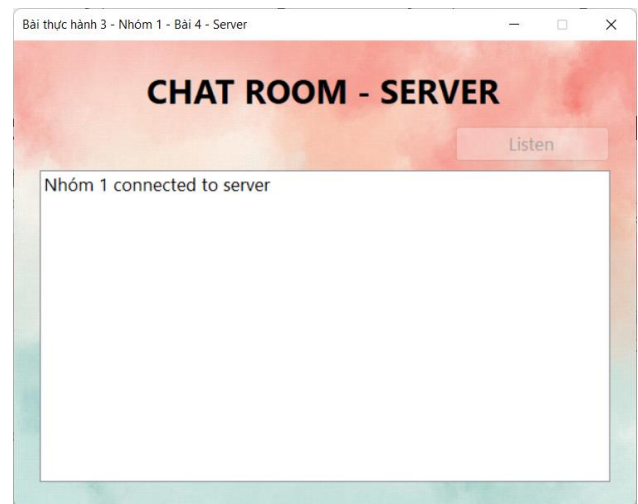 Bài thực hành 3 - Nhóm 1 - Bài 4 - Server
CHAT ROOM - SERVER
Listen
Nhóm 1 connected to server